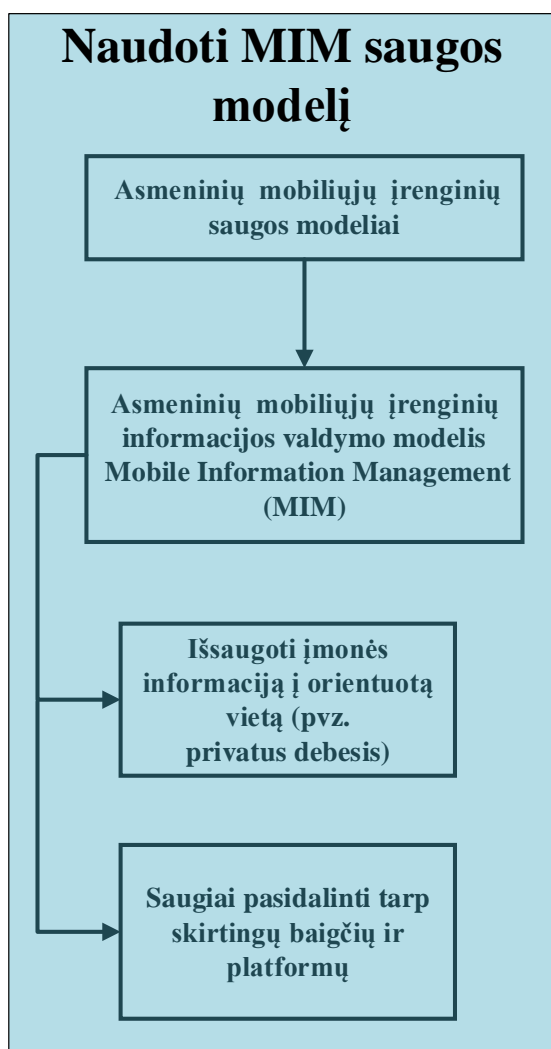 Naudoti MIM saugos
modelį
Asmeninių mobiliųjų įrenginių
saugos modeliai
Asmeninių mobiliųjų įrenginių
informacijos valdymo modelis
Mobile Information Management
(MIM)
Išsaugoti įmonės
informaciją į orientuotą
vietą (pvz.
privatus debesis)
Saugiai pasidalinti tarp
skirtingų baigčių ir
platformų